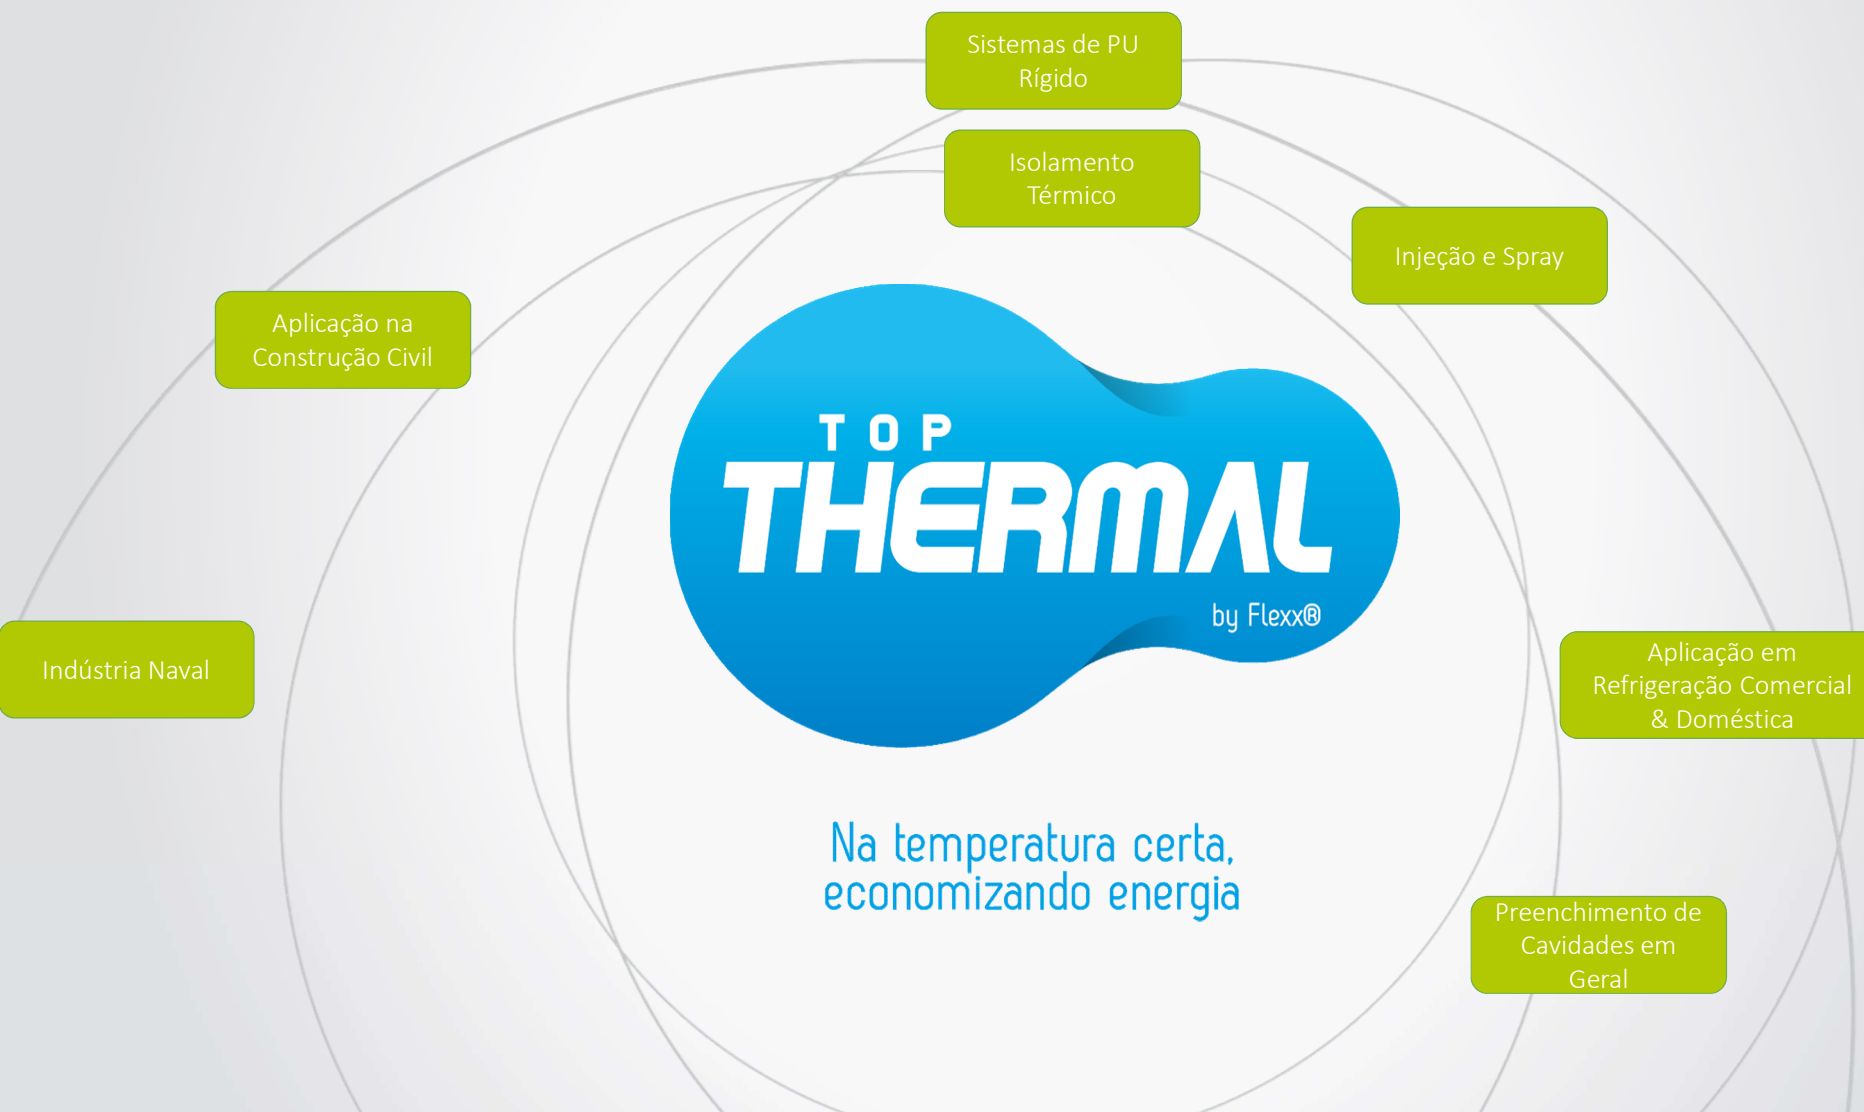 Sistemas de PU
Rígido
Isolamento
Térmico
Injeção e Spray
Aplicação na
Construção Civil
TOP
THERMAL
by Flexx®
Indústria Naval
Aplicação em
Refrigeração Comercial
& Doméstica
Na temperatura certa,
economizando energia
Preenchimento de
Cavidades em
Geral